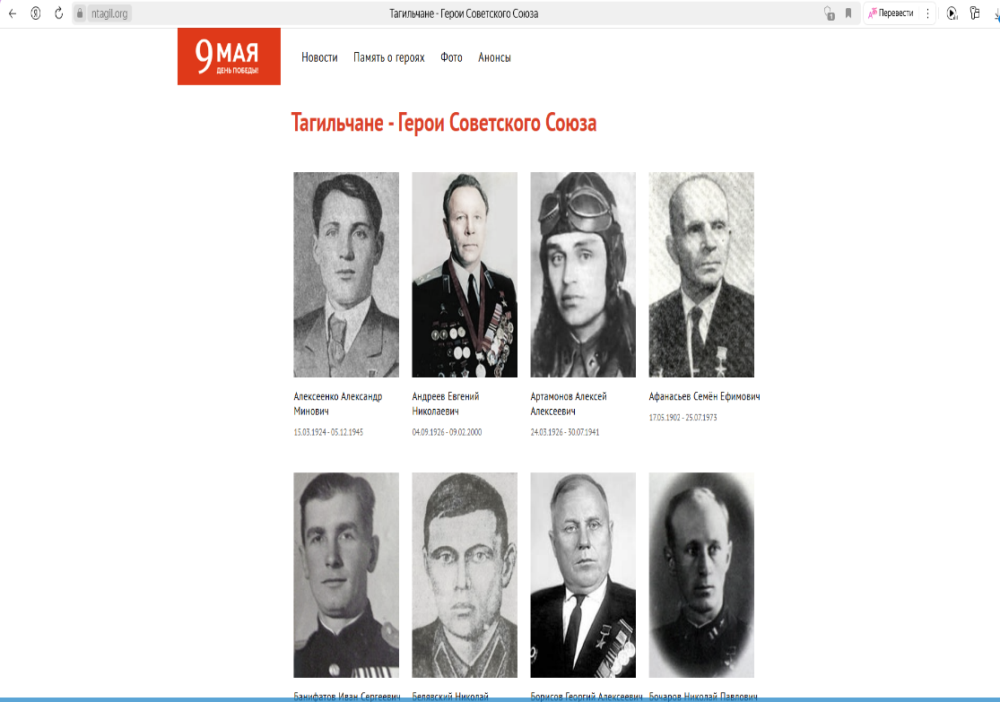 ntagil.org
Тагильчане - Герои Советского Союза
1
Перевести
9 МАЯ
ДЕНЬ ПОБЕДЫ!
Новости Память о героях Фото Анонсы
Тагильчане - Герои Советского Союза
Алексеенко Александр
Минович
15.03.1924 - 05.12.1945
Андреев Евгений
Николаевич
04.09.1926 - 09.02.2000
Артамонов Алексей
Алексеевич
24.03.1926 - 30.07.1941
Афанасьев Семён Ефимович
17.05.1902 - 25.07.1973
Банифатов Иван Сергеевич
Белявский Николай
Борисов Георгий Алексеевич
Бочаров Николай Павлович